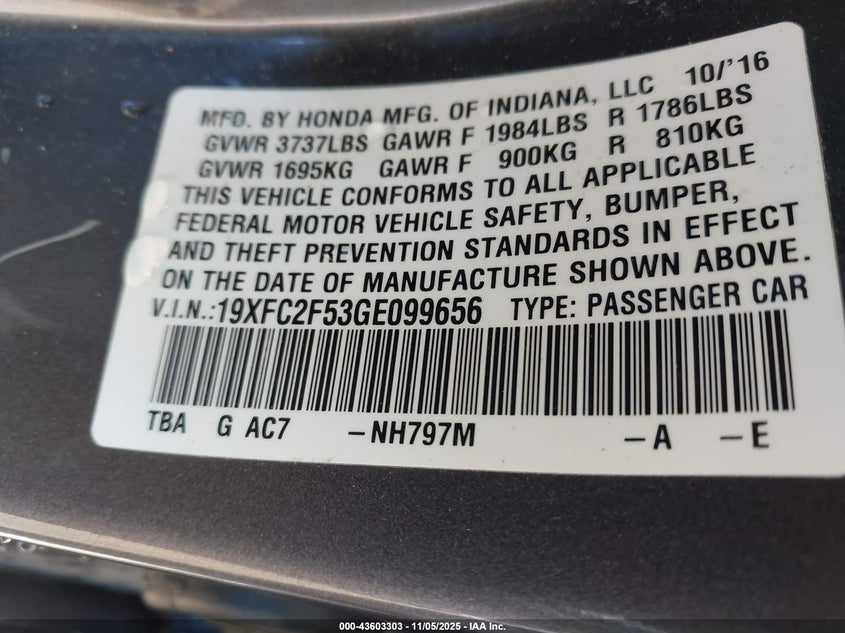 MFD. BY HONDA MFG. OF INDIANA, LLC 10/'16
GVWR 3737LBS GAWR F 1984LBS R 1786LBS
GVWR 1695KG GAWR F 900KG R 810KG
THIS VEHICLE CONFORMS TO ALL APPLICABLE
FEDERAL MOTOR VEHICLE SAFETY, BUMPER,
AND THEFT PREVENTION STANDARDS IN EFFECT
ON THE DATE OF MANUFACTURE SHOWN ABOVE.
V.I.N.:19XFC2F53GE099656 TYPE: PASSENGER CAR
TBA G AC7 -NH797M -A -E
000-43603303 - 11/05/2025 - IAA Inc.